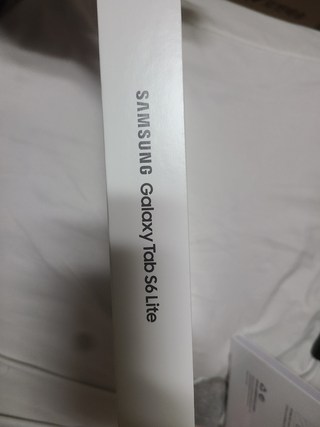 SAMSUNG Galaxy Tab S6 Lite